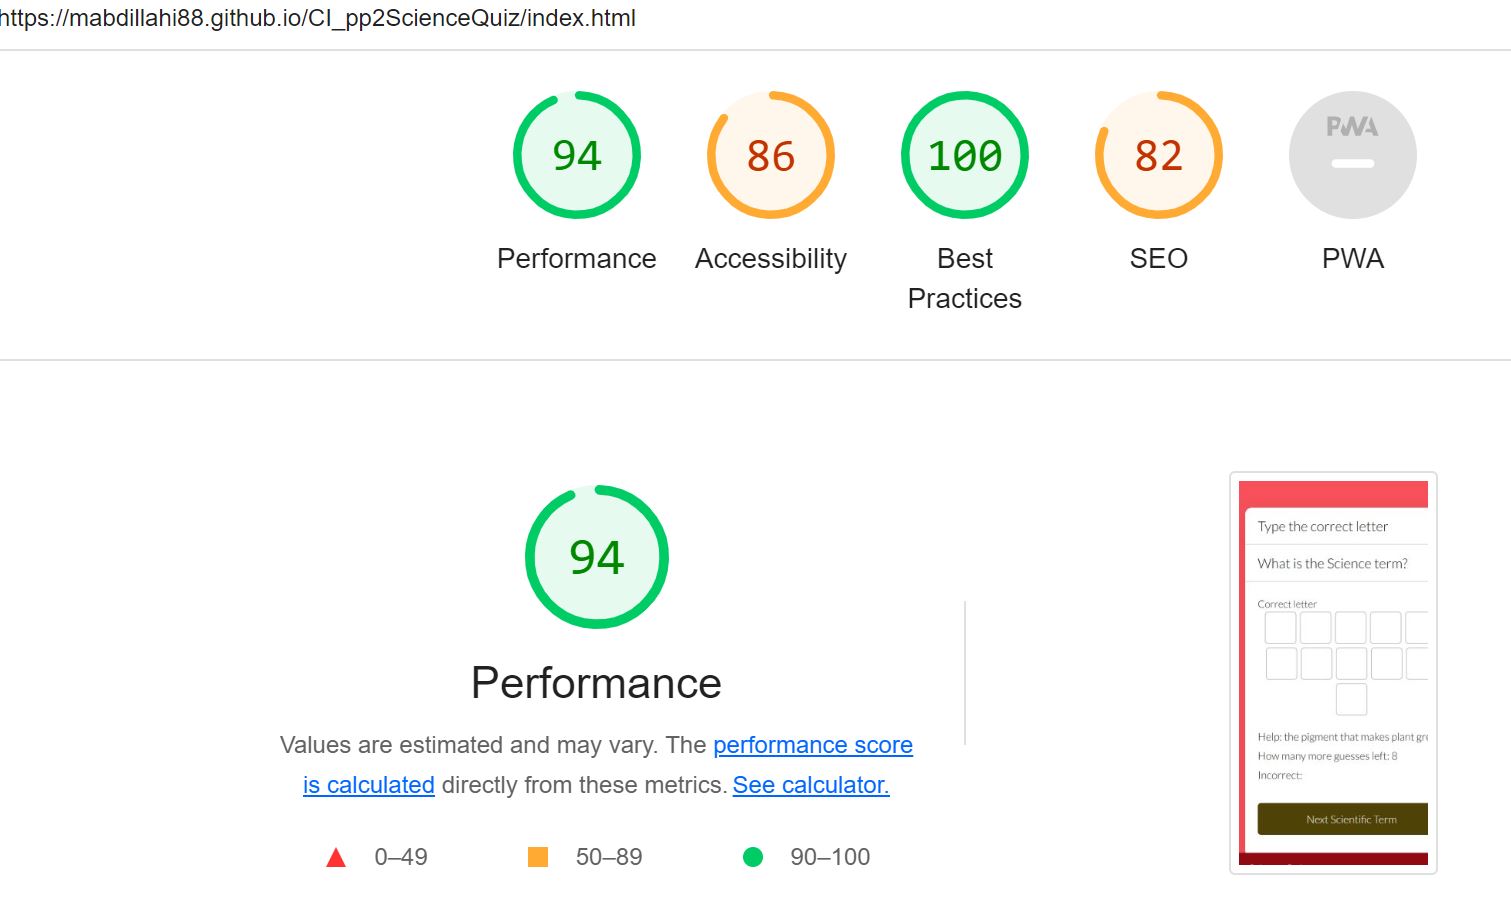 https://mabdillahi88.github.io/CI_pp2ScienceQuiz/index.html
94
86
100
82
PWA
Performance
Accessibility
Best
Practices
SEO
PWA
94
Performance
Values are estimated and may vary. The performance score
is calculated directly from these metrics. See calculator.
0–49
50–89
90–100
Type the correct letter
What is the Science term?
Correct letter
Help: the pigment that makes plant gre
How many more guesses left: 8
Incorrect:
Next Scientific Term